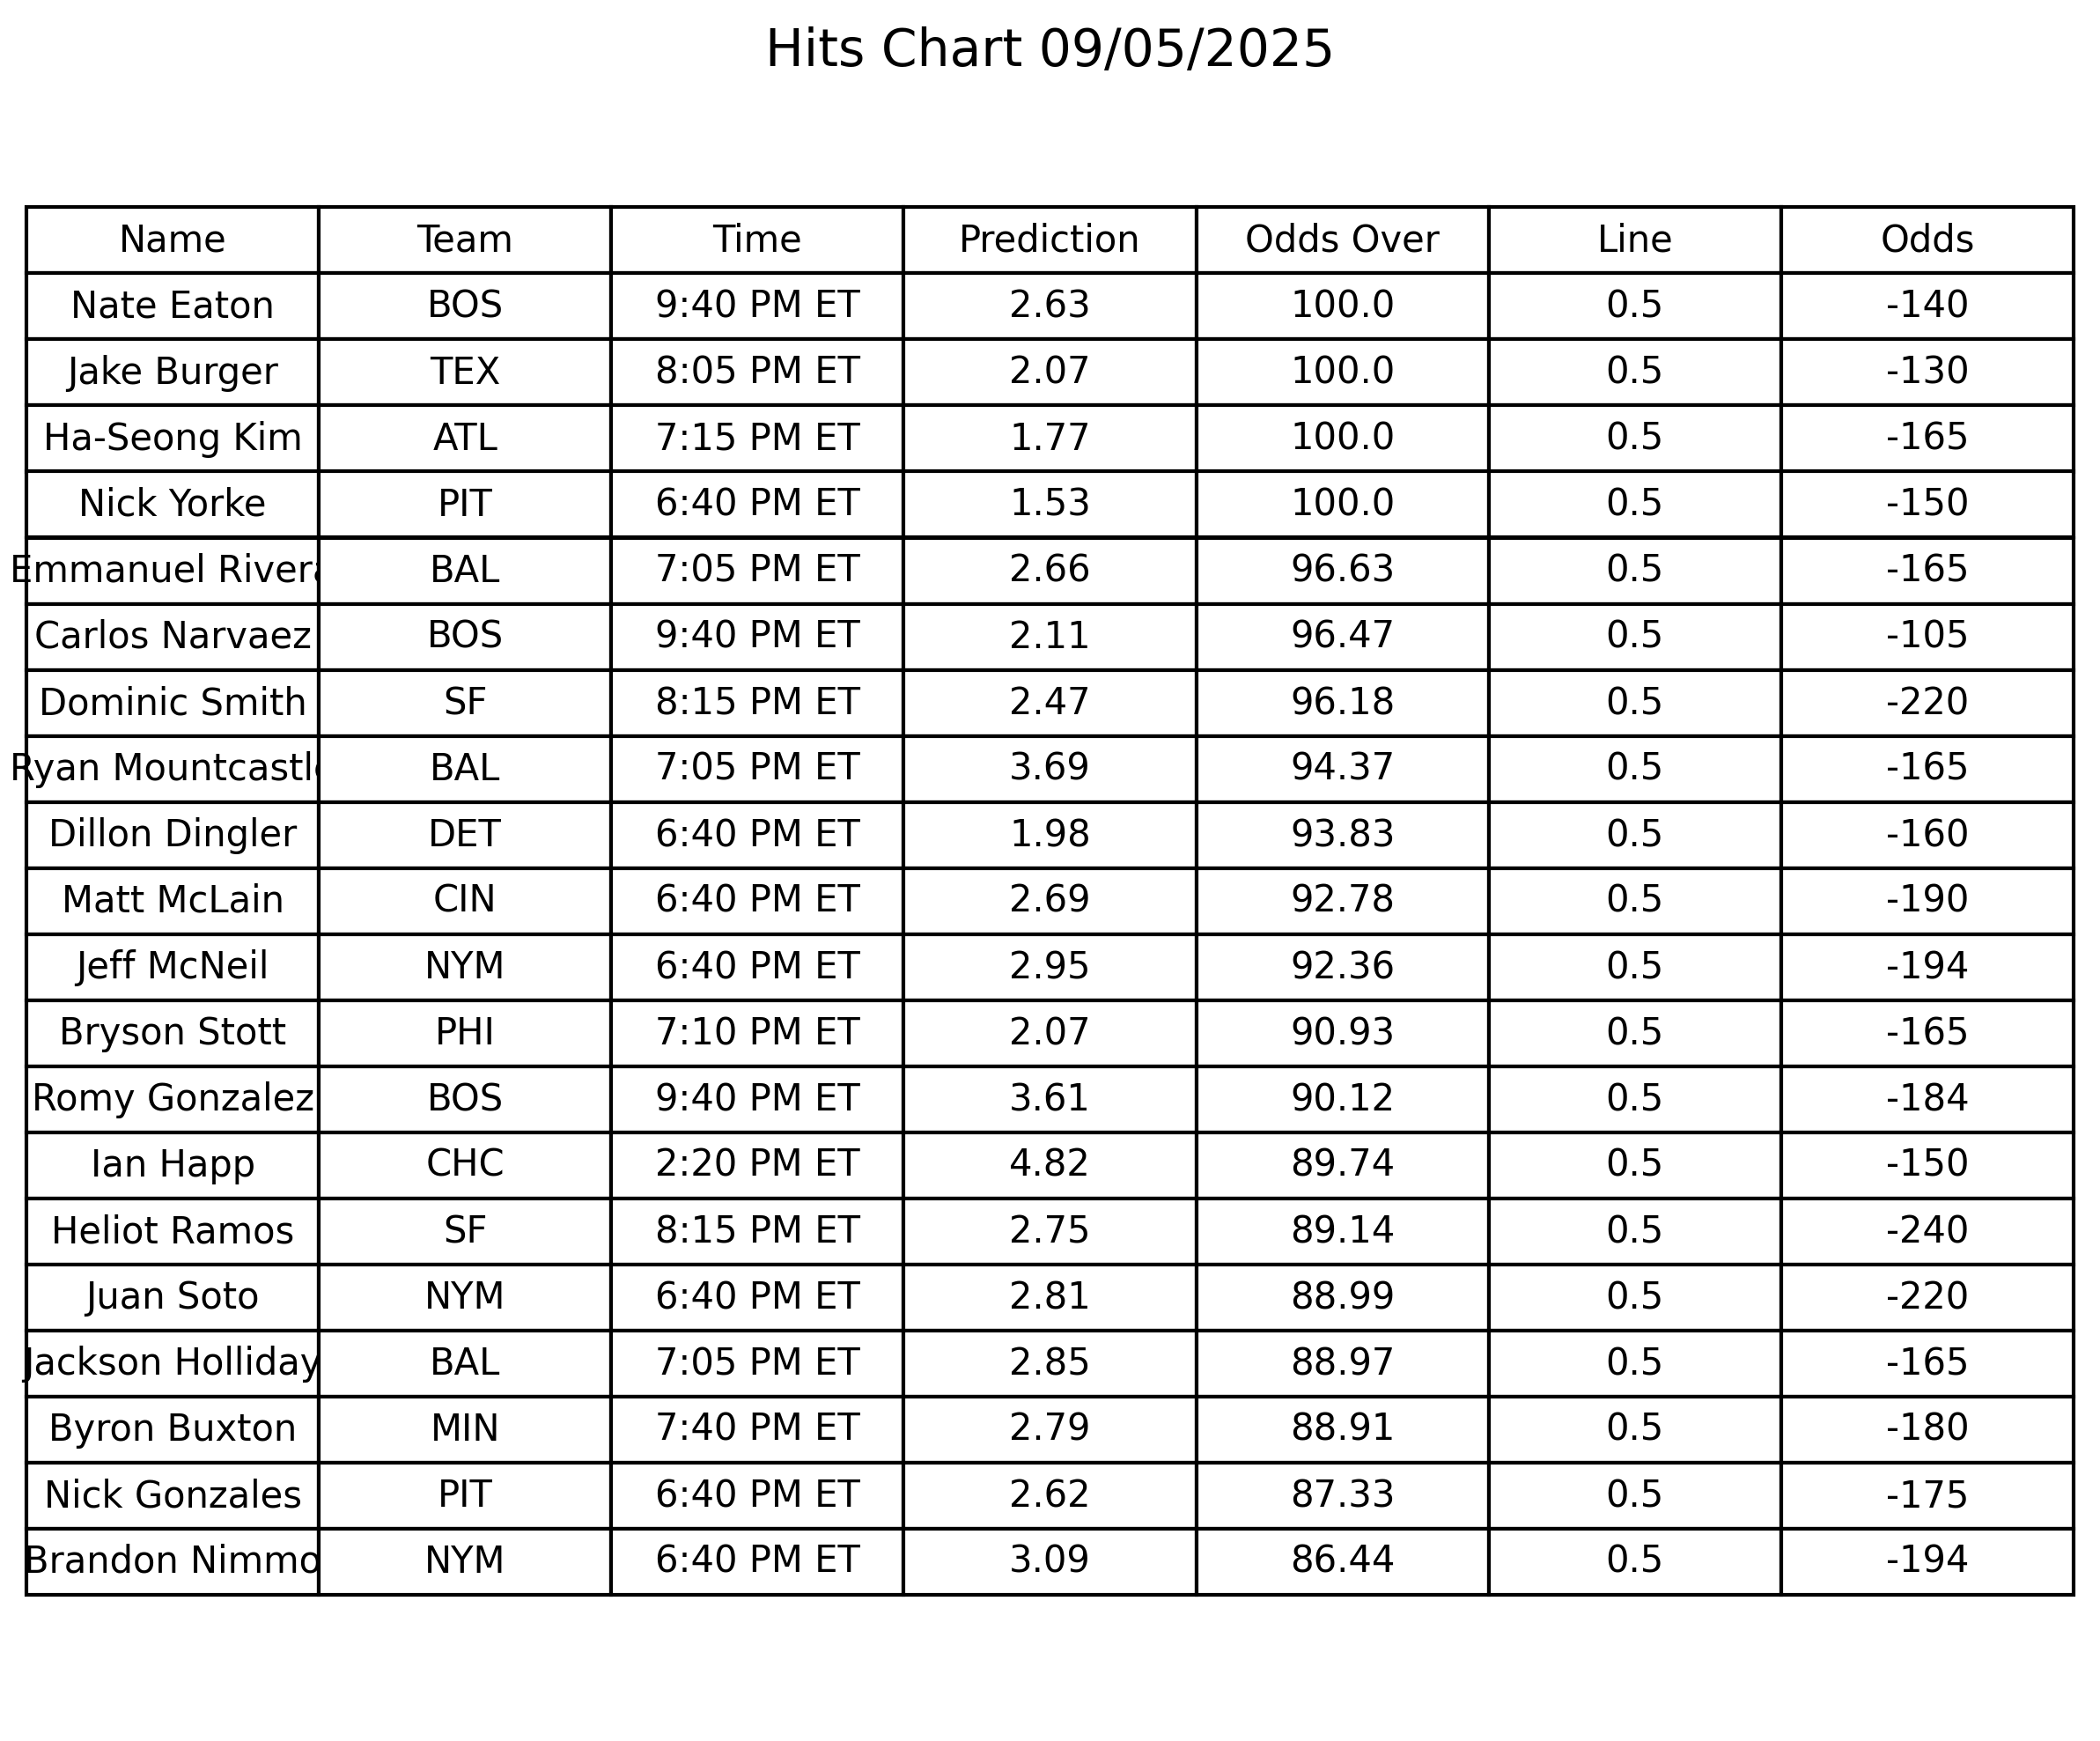 Hits Chart 09/05/2025
Name Team Time Prediction Odds Over Line Odds
Nate Eaton BOS 9:40 PM ET 2.63 100.0 0.5 -140
Jake Burger TEX 8:05 PM ET 2.07 100.0 0.5 -130
Ha-Seong Kim ATL 7:15 PM ET 1.77 100.0 0.5 -165
Nick Yorke PIT 6:40 PM ET 1.53 100.0 0.5 -150
Emmanuel Rivera BAL 7:05 PM ET 2.66 96.63 0.5 -165
Carlos Narvaez BOS 9:40 PM ET 2.11 96.47 0.5 -105
Dominic Smith SF 8:15 PM ET 2.47 96.18 0.5 -220
Ryan Mountcastle BAL 7:05 PM ET 3.69 94.37 0.5 -165
Dillon Dingler DET 6:40 PM ET 1.98 93.83 0.5 -160
Matt McLain CIN 6:40 PM ET 2.69 92.78 0.5 -190
Jeff McNeil NYM 6:40 PM ET 2.95 92.36 0.5 -194
Bryson Stott PHI 7:10 PM ET 2.07 90.93 0.5 -165
Romy Gonzalez BOS 9:40 PM ET 3.61 90.12 0.5 -184
Ian Happ CHC 2:20 PM ET 4.82 89.74 0.5 -150
Heliot Ramos SF 8:15 PM ET 2.75 89.14 0.5 -240
Juan Soto NYM 6:40 PM ET 2.81 88.99 0.5 -220
Jackson Holliday BAL 7:05 PM ET 2.85 88.97 0.5 -165
Byron Buxton MIN 7:40 PM ET 2.79 88.91 0.5 -180
Nick Gonzales PIT 6:40 PM ET 2.62 87.33 0.5 -175
Brandon Nimmo NYM 6:40 PM ET 3.09 86.44 0.5 -194